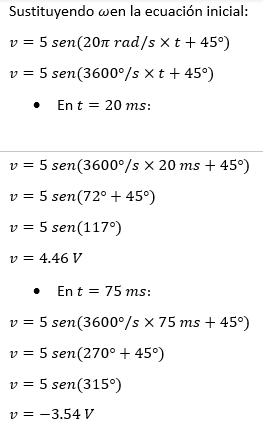 Sustituyendo ωen la ecuación inicial:
v = 5 sen(20π rad/s × t + 45°)
v = 5 sen(3600°/s × t + 45°)
• En t = 20 ms:
v = 5 sen(3600°/s × 20 ms + 45°)
v = 5 sen(72° + 45°)
v = 5 sen(117°)
v = 4.46 V
• En t = 75 ms:
v = 5 sen(3600°/s × 75 ms + 45°)
v = 5 sen(270° + 45°)
v = 5 sen(315°)
v = −3.54 V